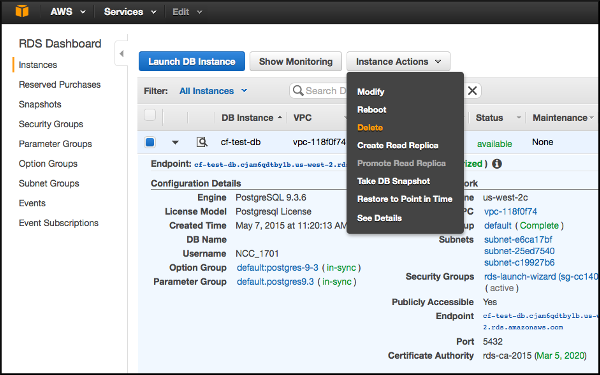 AWS Services Edit
RDS Dashboard
Instances
Reserved Purchases
Snapshots
Security Groups
Parameter Groups
Option Groups
Subnet Groups
Events
Event Subscriptions
Launch DB Instance Show Monitoring Instance Actions
Filter: All Instances Search
DB Instance VPC Status Maintenance
cf-test-db vpc-118f0f74 available None
Modify
Reboot
Delete
Create Read Replica
Promote Read Replica
Take DB Snapshot
Restore to Point in Time
See Details
Endpoint: cf-test-db.cjam6qdtbylb.us-west-2.rds
Configuration Details
Engine PostgreSQL 9.3.6
License Model Postgresql License
Created Time May 7, 2015 at 11:20:13 AM
DB Name
Username NCC_1701
Option Group default:postgres-9-3 ( in-sync )
Parameter Group default.postgres9.3 ( in-sync )
us-west-2c
vpc-118f0f74
default ( Complete )
Subnets subnet-e6ca17bf
subnet-25ed7540
subnet-c19927b6
Security Groups rds-launch-wizard (sg-cc140
( active )
Publicly Accessible Yes
Endpoint cf-test-db.cjam6qdtbylb.us-w
2.rds.amazonaws.com
Port 5432
Certificate Authority rds-ca-2015 (Mar 5, 2020)